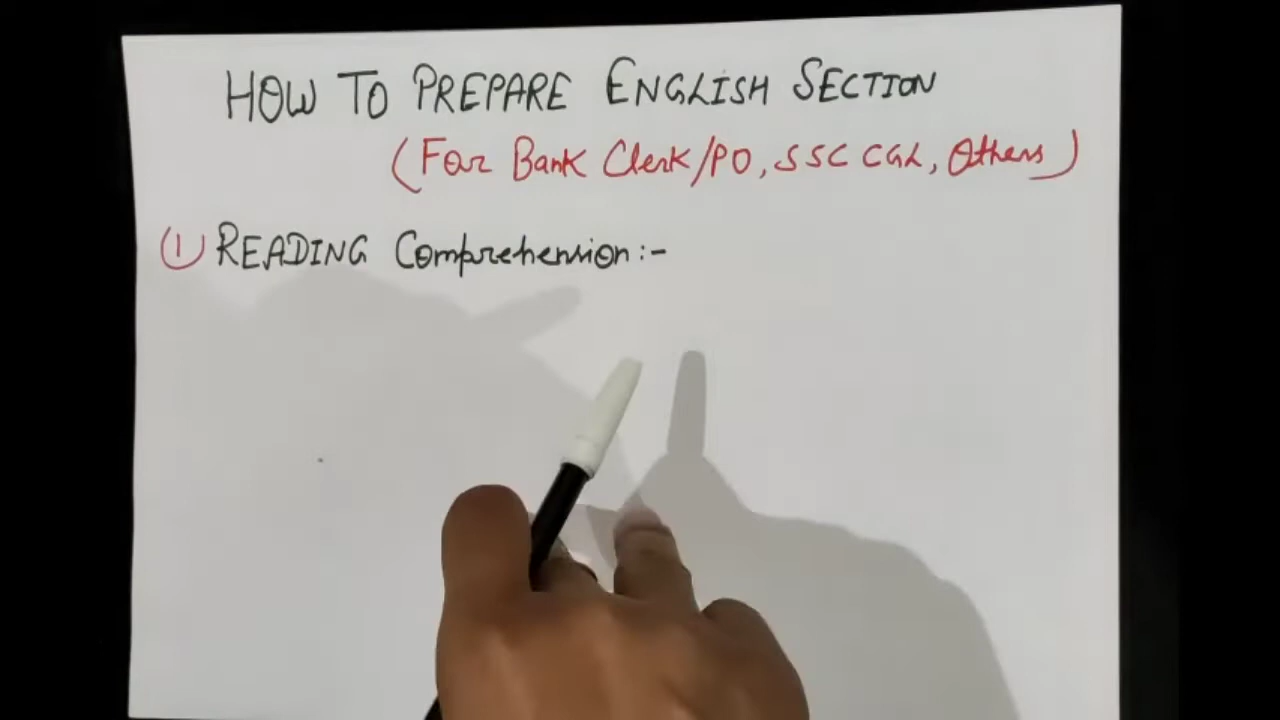 HOW TO PREPARE ENGLISH SECTION
(For Bank Clerk/PO, SSC CGL, Others)
① READING Comprehension:-